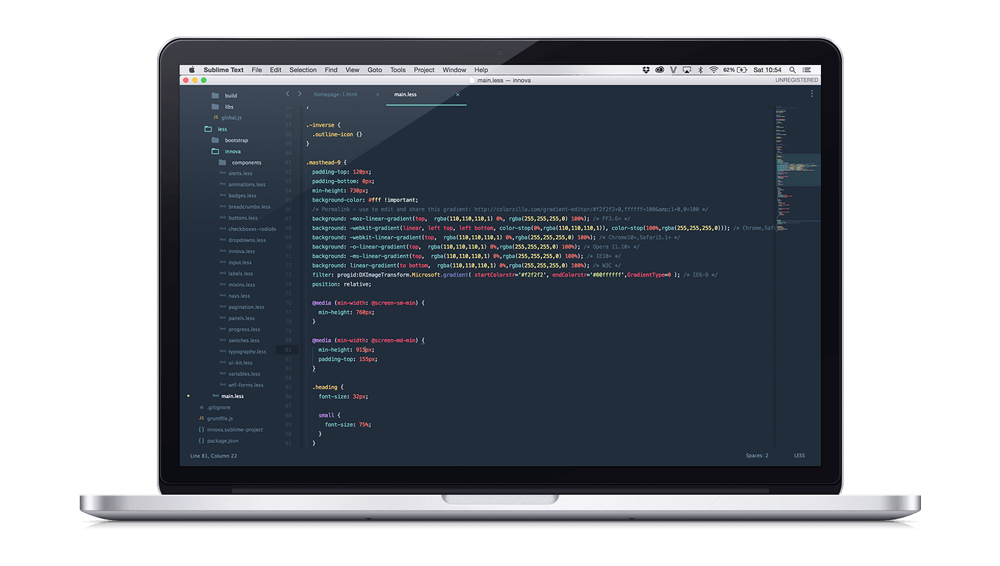 Sublime Text File Edit Selection Find View Goto Tools Project Window Help 62% Sat 10:54
main.less — innova UNREGISTERED
homepage-1.html × main.less ×
build
libs
global.js
less
bootstrap
innova
components
alerts.less
animations.less
badges.less
breadcrumbs.less
buttons.less
checkboxes-radiobs
dropdowns.less
innova.less
input.less
labels.less
mixins.less
navs.less
pagination.less
panels.less
progress.less
switches.less
typography.less
ui-kit.less
variables.less
wtf-forms.less
main.less
.gitignore
gruntfile.js
innova.sublime-project
package.json
}
.-inverse {
.outline-icon {}
}
.masthead-9 {
padding-top: 120px;
padding-bottom: 0px;
min-height: 730px;
background-color: #fff !important;
/* Permalink - use to edit and share this gradient: http://colorzilla.com/gradient-editor/#f2f2f2+0,ffffff+100&amp;1+0,0+100 */
background: -moz-linear-gradient(top, rgba(110,110,110,1) 0%, rgba(255,255,255,0) 100%); /* FF3.6+ */
background: -webkit-gradient(linear, left top, left bottom, color-stop(0%,rgba(110,110,110,1)), color-stop(100%,rgba(255,255,255,0))); /* Chrome,Saf
background: -webkit-linear-gradient(top, rgba(110,110,110,1) 0%,rgba(255,255,255,0) 100%); /* Chrome10+,Safari5.1+ */
background: -o-linear-gradient(top, rgba(110,110,110,1) 0%,rgba(255,255,255,0) 100%); /* Opera 11.10+ */
background: -ms-linear-gradient(top, rgba(110,110,110,1) 0%,rgba(255,255,255,0) 100%); /* IE10+ */
background: linear-gradient(to bottom, rgba(110,110,110,1) 0%,rgba(255,255,255,0) 100%); /* W3C */
filter: progid:DXImageTransform.Microsoft.gradient( startColorstr='#f2f2f2', endColorstr='#00ffffff',GradientType=0 ); /* IE6-9 */
position: relative;
@media (min-width: @screen-sm-min) {
min-height: 760px;
}
@media (min-width: @screen-md-min) {
min-height: 915px;
padding-top: 155px;
}
.heading {
font-size: 32px;
small {
font-size: 75%;
}
}
Line 81, Column 22 Spaces: 2 LESS